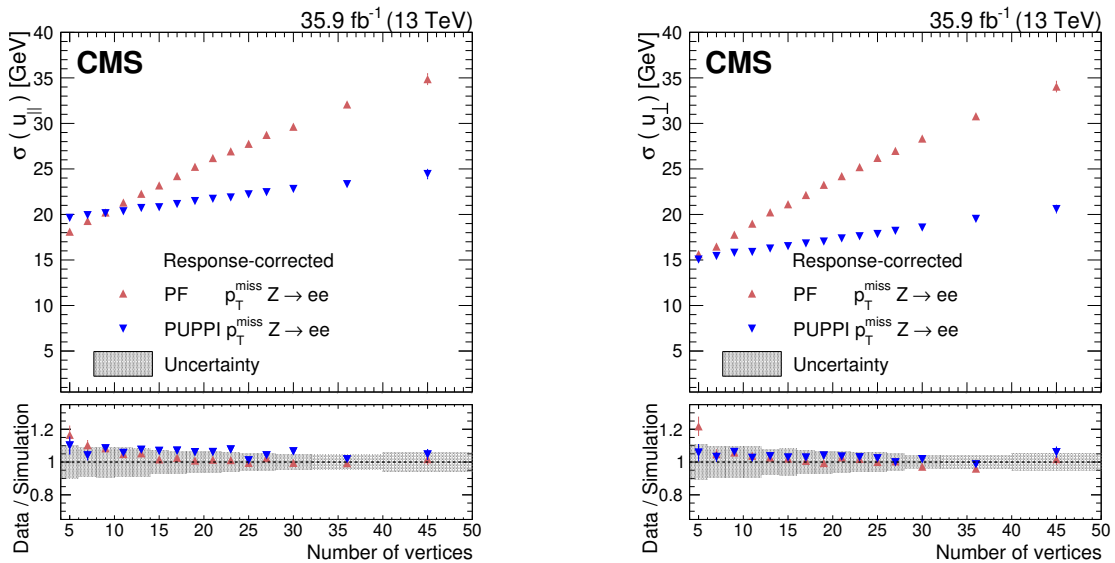 35.9 fb⁻¹ (13 TeV)
CMS
σ ( u∥ ) [GeV]
40
35
30
25
20
15
10
5
Response-corrected
PF pTmiss Z → ee
PUPPI pTmiss Z → ee
Uncertainty
Data / Simulation
1.2
1
0.8
5 10 15 20 25 30 35 40 45 50
Number of vertices
35.9 fb⁻¹ (13 TeV)
CMS
σ ( u⊥ ) [GeV]
40
35
30
25
20
15
10
5
Response-corrected
PF pTmiss Z → ee
PUPPI pTmiss Z → ee
Uncertainty
Data / Simulation
1.2
1
0.8
5 10 15 20 25 30 35 40 45 50
Number of vertices